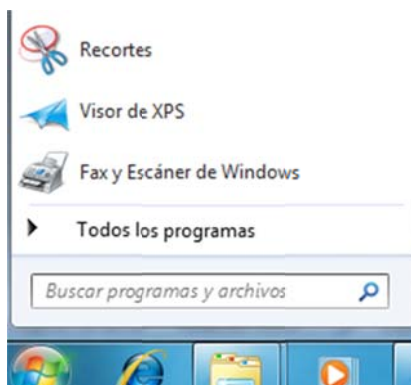 Recortes
Visor de XPS
Fax y Escáner de Windows
Todos los programas
Buscar programas y archivos